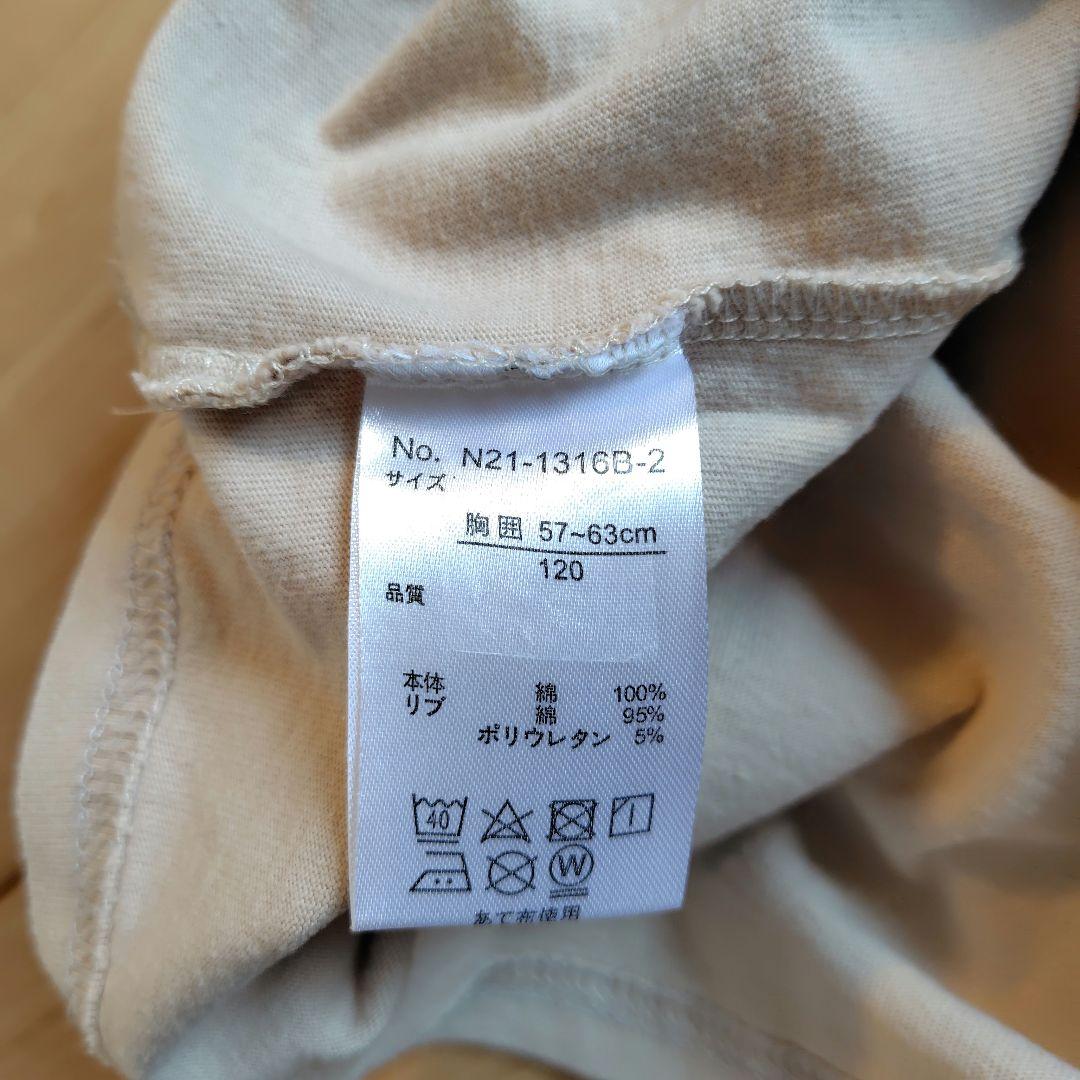 No. N21-1316B-2
サイズ
胸囲 57~63cm
120
品質
本体 綿 100%
リブ 綿 95%
ポリウレタン 5%
40
W
あて布使用